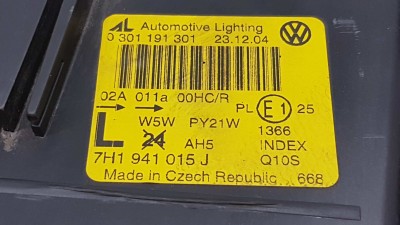 AL Automotive Lighting
0 301 191 301 23.12.04
02A 011a 00HC/R PL E1 25
W5W PY21W 1366
L 24 AH5 INDEX
7H1 941 015 J Q10S
Made in Czech Republic 668